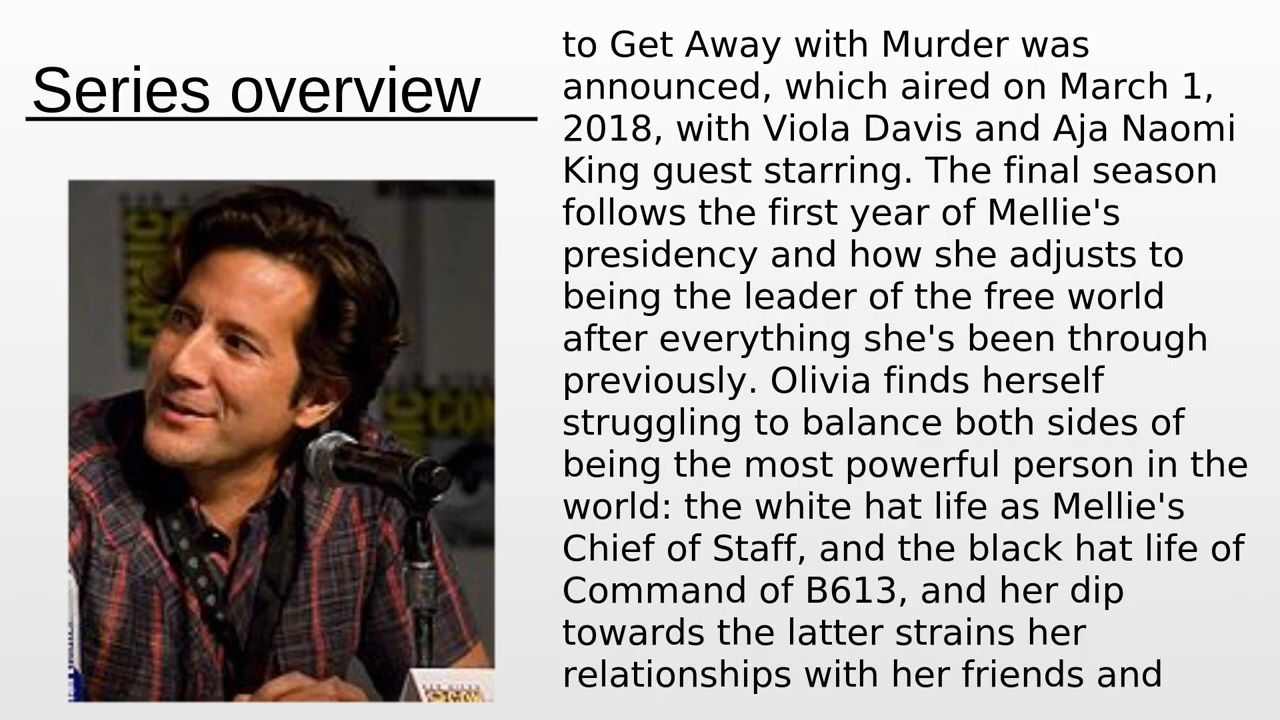 Series overview
to Get Away with Murder was
announced, which aired on March 1,
2018, with Viola Davis and Aja Naomi
King guest starring. The final season
follows the first year of Mellie's
presidency and how she adjusts to
being the leader of the free world
after everything she's been through
previously. Olivia finds herself
struggling to balance both sides of
being the most powerful person in the
world: the white hat life as Mellie's
Chief of Staff, and the black hat life of
Command of B613, and her dip
towards the latter strains her
relationships with her friends and